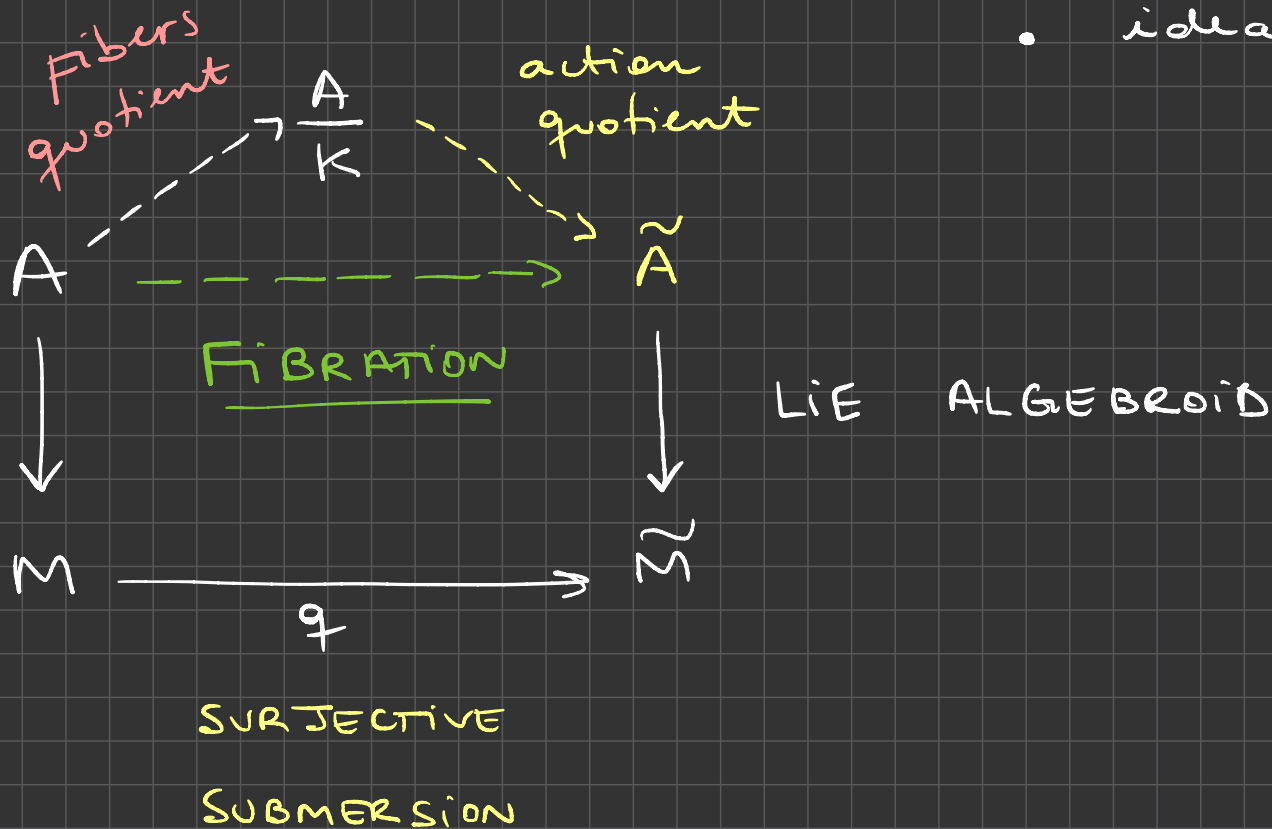 Fibers
quotient
A
K
action
quotient
• idea
A
Ã
FiBRATiON
LiE ALGEBROiD
M
M̃
q
SURJECTiVE
SUBMERSiON